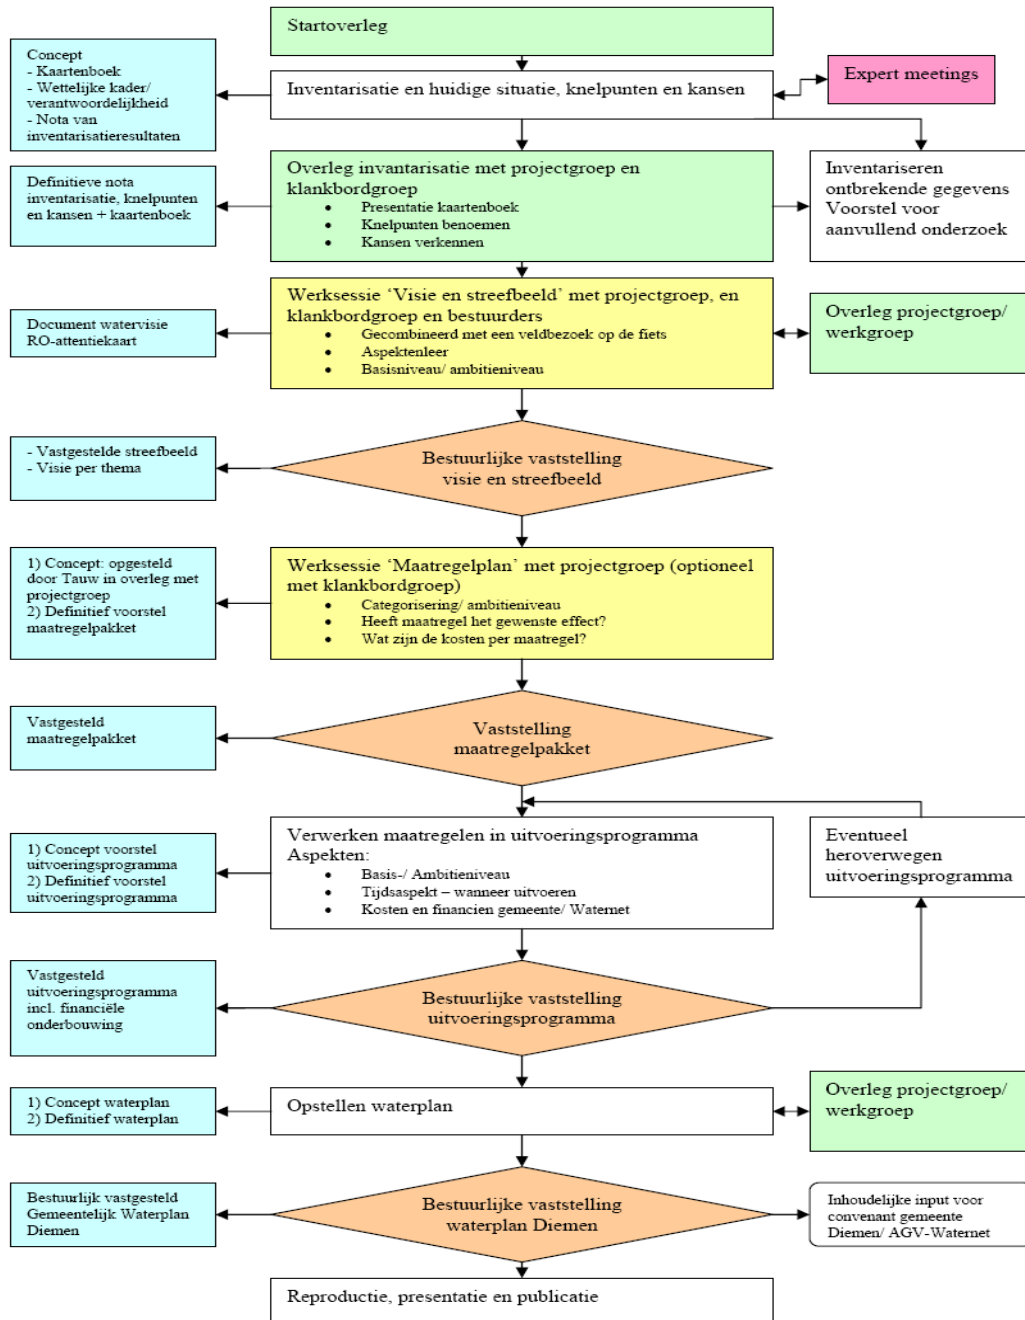 Startoverleg
Concept
- Kaartenboek
- Wettelijke kader/
verantwoordelijkheid
- Nota van
inventarisatieresultaten
Inventarisatie en huidige situatie, knelpunten en kansen
Expert meetings
Definitieve nota
inventarisatie, knelpunten
en kansen + kaartenboek
Overleg invantarisatie met projectgroep en
klankbordgroep
• Presentatie kaartenboek
• Knelpunten benoemen
• Kansen verkennen
Inventariseren
ontbrekende gegevens
Voorstel voor
aanvullend onderzoek
Document watervisie
RO-attentiekaart
Werksessie ‘Visie en streefbeeld’ met projectgroep, en
klankbordgroep en bestuurders
• Gecombineerd met een veldbezoek op de fiets
• Aspektenleer
• Basisniveau/ ambitieniveau
Overleg projectgroep/
werkgroep
- Vastgestelde streefbeeld
- Visie per thema
Bestuurlijke vaststelling
visie en streefbeeld
1) Concept: opgesteld
door Tauw in overleg met
projectgroep
2) Definitief voorstel
maatregelpakket
Werksessie ‘Maatregelplan’ met projectgroep (optioneel
met klankbordgroep)
• Categorisering/ ambitieniveau
• Heeft maatregel het gewenste effect?
• Wat zijn de kosten per maatregel?
Vastgesteld
maatregelpakket
Vaststelling
maatregelpakket
1) Concept voorstel
uitvoeringsprogramma
2) Definitief voorstel
uitvoeringsprogramma
Verwerken maatregelen in uitvoeringsprogramma
Aspekten:
• Basis-/ Ambitieniveau
• Tijdsaspekt – wanneer uitvoeren
• Kosten en financien gemeente/ Waternet
Eventueel
heroverwegen
uitvoeringsprogramma
Vastgesteld
uitvoeringsprogramma
incl. financiële
onderbouwing
Bestuurlijke vaststelling
uitvoeringsprogramma
1) Concept waterplan
2) Definitief waterplan
Opstellen waterplan
Overleg projectgroep/
werkgroep
Bestuurlijk vastgesteld
Gemeentelijk Waterplan
Diemen
Bestuurlijke vaststelling
waterplan Diemen
Inhoudelijke input voor
convenant gemeente
Diemen/ AGV-Waternet
Reproductie, presentatie en publicatie